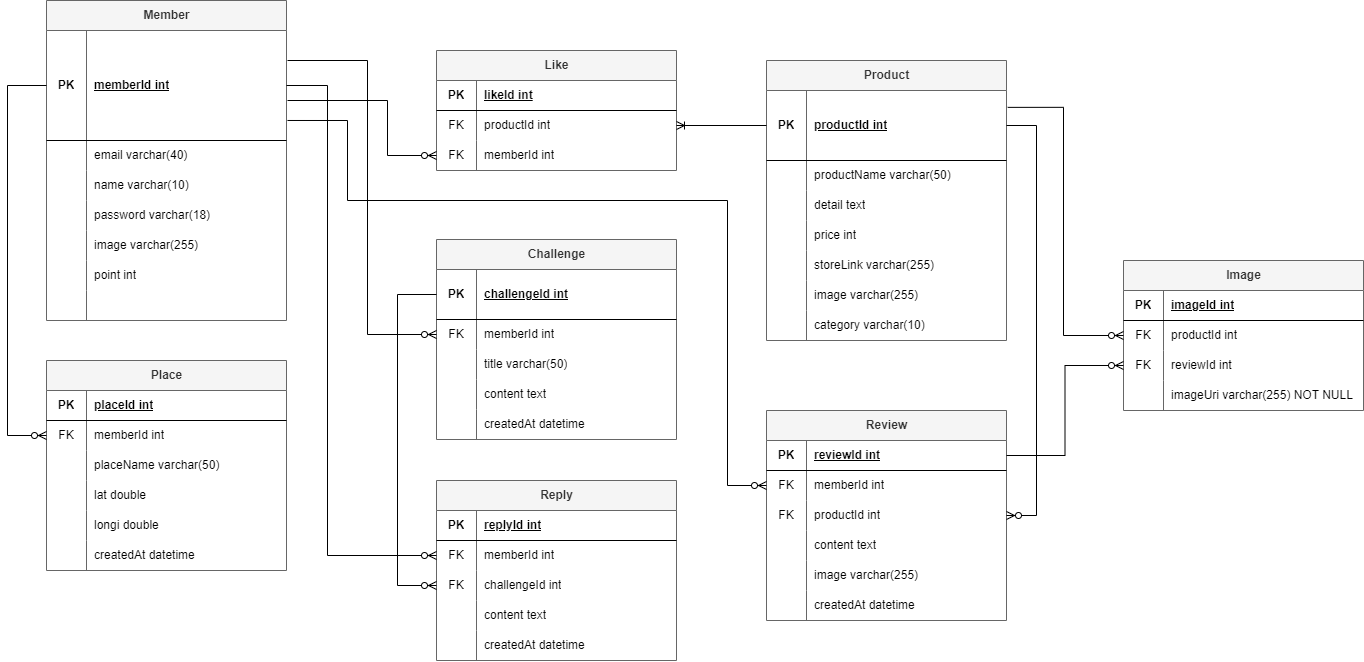 Member
PK memberId int
email varchar(40)
name varchar(10)
password varchar(18)
image varchar(255)
point int
Place
PK placeId int
FK memberId int
placeName varchar(50)
lat double
longi double
createdAt datetime
Like
PK likeId int
FK productId int
FK memberId int
Challenge
PK challengeId int
FK memberId int
title varchar(50)
content text
createdAt datetime
Reply
PK replyId int
FK memberId int
FK challengeId int
content text
createdAt datetime
Product
PK productId int
productName varchar(50)
detail text
price int
storeLink varchar(255)
image varchar(255)
category varchar(10)
Review
PK reviewId int
FK memberId int
FK productId int
content text
image varchar(255)
createdAt datetime
Image
PK imageId int
FK productId int
FK reviewId int
imageUri varchar(255) NOT NULL